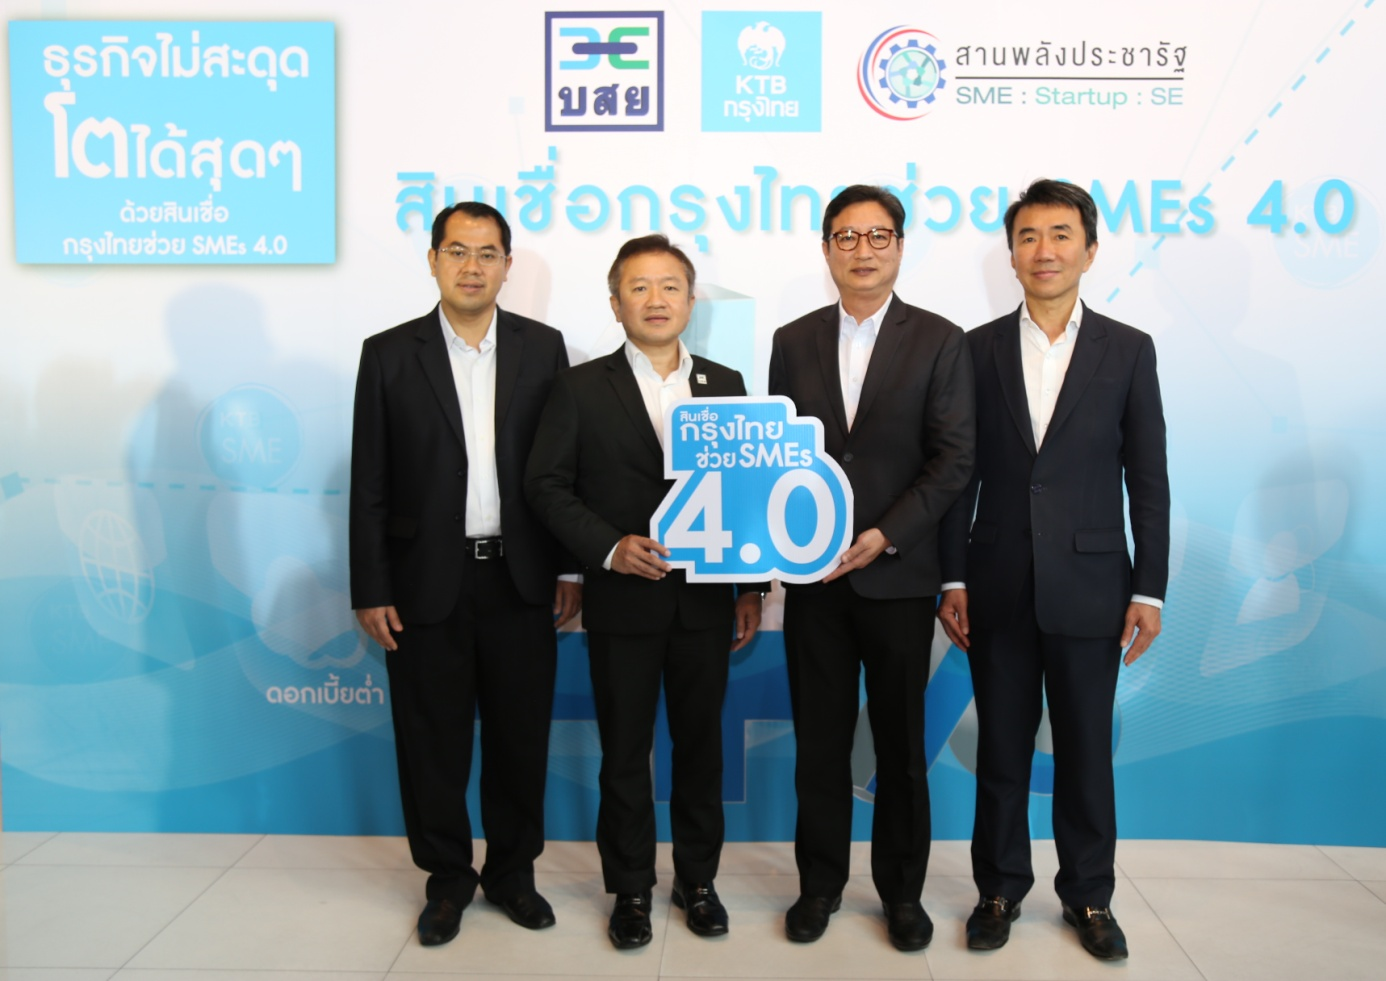 ธุรกิจไม่สะดุด
โตได้สุดๆ
ด้วยสินเชื่อ
กรุงไทยช่วย SMEs 4.0
บสย
KTB
กรุงไทย
สานพลังประชารัฐ
SME : Startup : SE
สินเชื่อกรุงไทยช่วย SMEs 4.0
สินเชื่อ
กรุงไทย
ช่วย SMEs
4.0
KTB
SME
SME
ดอกเบี้ยต่ำ